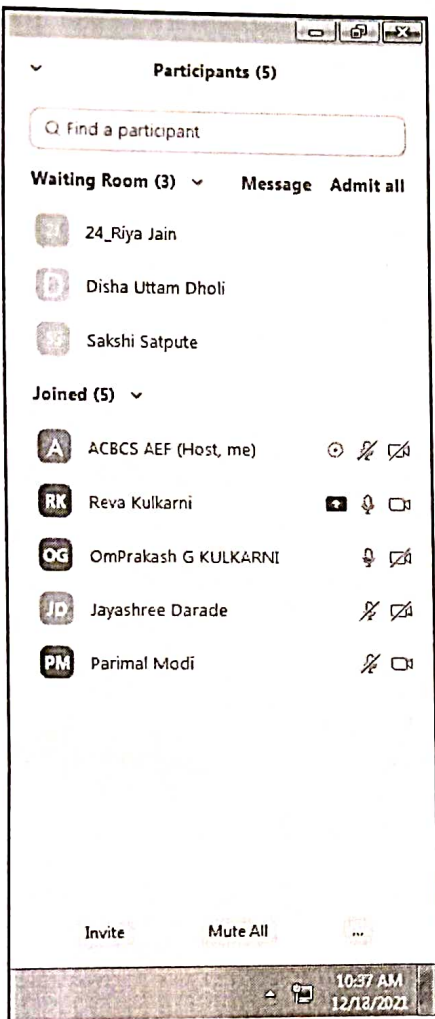 Participants (5)
Find a participant
Waiting Room (3) Message Admit all
24_Riya Jain
D Disha Uttam Dholi
Sakshi Satpute
Joined (5)
A ACBCS AEF (Host, me)
RK Reva Kulkarni
OG OmPrakash G KULKARNI
JD Jayashree Darade
PM Parimal Modi
Invite Mute All ...
10:37 AM
12/18/2021